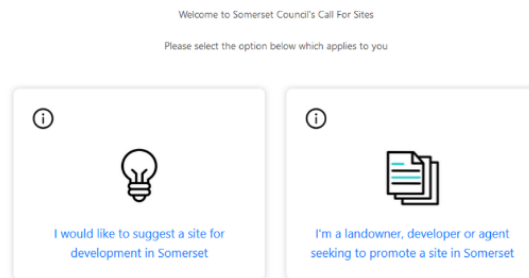 Welcome to Somerset Council's Call For Sites
Please select the option below which applies to you
I would like to suggest a site for
development in Somerset
I'm a landowner, developer or agent
seeking to promote a site in Somerset